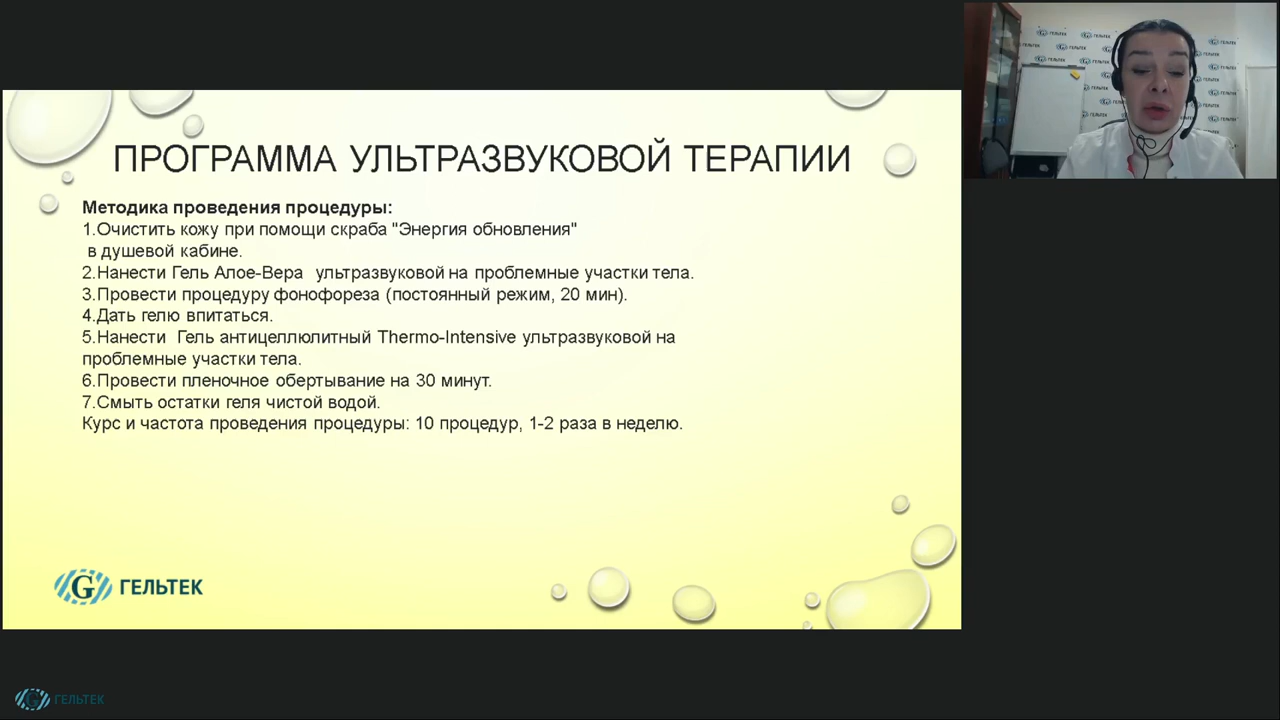 ПРОГРАММА УЛЬТРАЗВУКОВОЙ ТЕРАПИИ
Методика проведения процедуры:
1.Очистить кожу при помощи скраба "Энергия обновления"
в душевой кабине.
2.Нанести Гель Алое-Вера ультразвуковой на проблемные участки тела.
3.Провести процедуру фонофореза (постоянный режим, 20 мин).
4.Дать гелю впитаться.
5.Нанести Гель антицеллюлитный Thermo-Intensive ультразвуковой на
проблемные участки тела.
6.Провести пленочное обертывание на 30 минут.
7.Смыть остатки геля чистой водой.
Курс и частота проведения процедуры: 10 процедур, 1-2 раза в неделю.
G ГЕЛЬТЕК
G ГЕЛЬТЕК